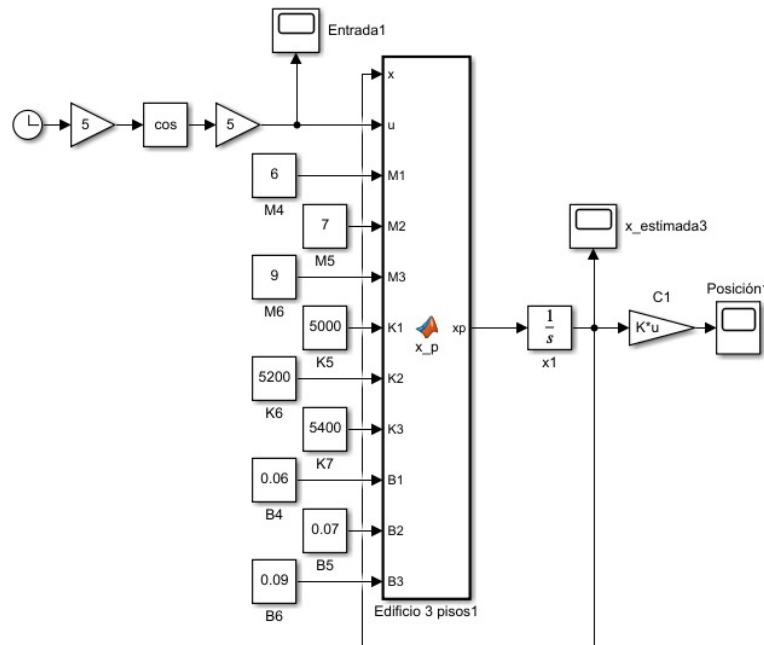 Entrada1
5
cos
5
x
u
6
M1
M4
7
M2
M5
9
M3
M6
x_estimada3
5000
K1
K5
x_p
xp
1
s
x1
C1
K*u
Posición1
5200
K2
K6
5400
K3
K7
0.06
B1
B4
0.07
B2
B5
0.09
B3
B6
Edificio 3 pisos1